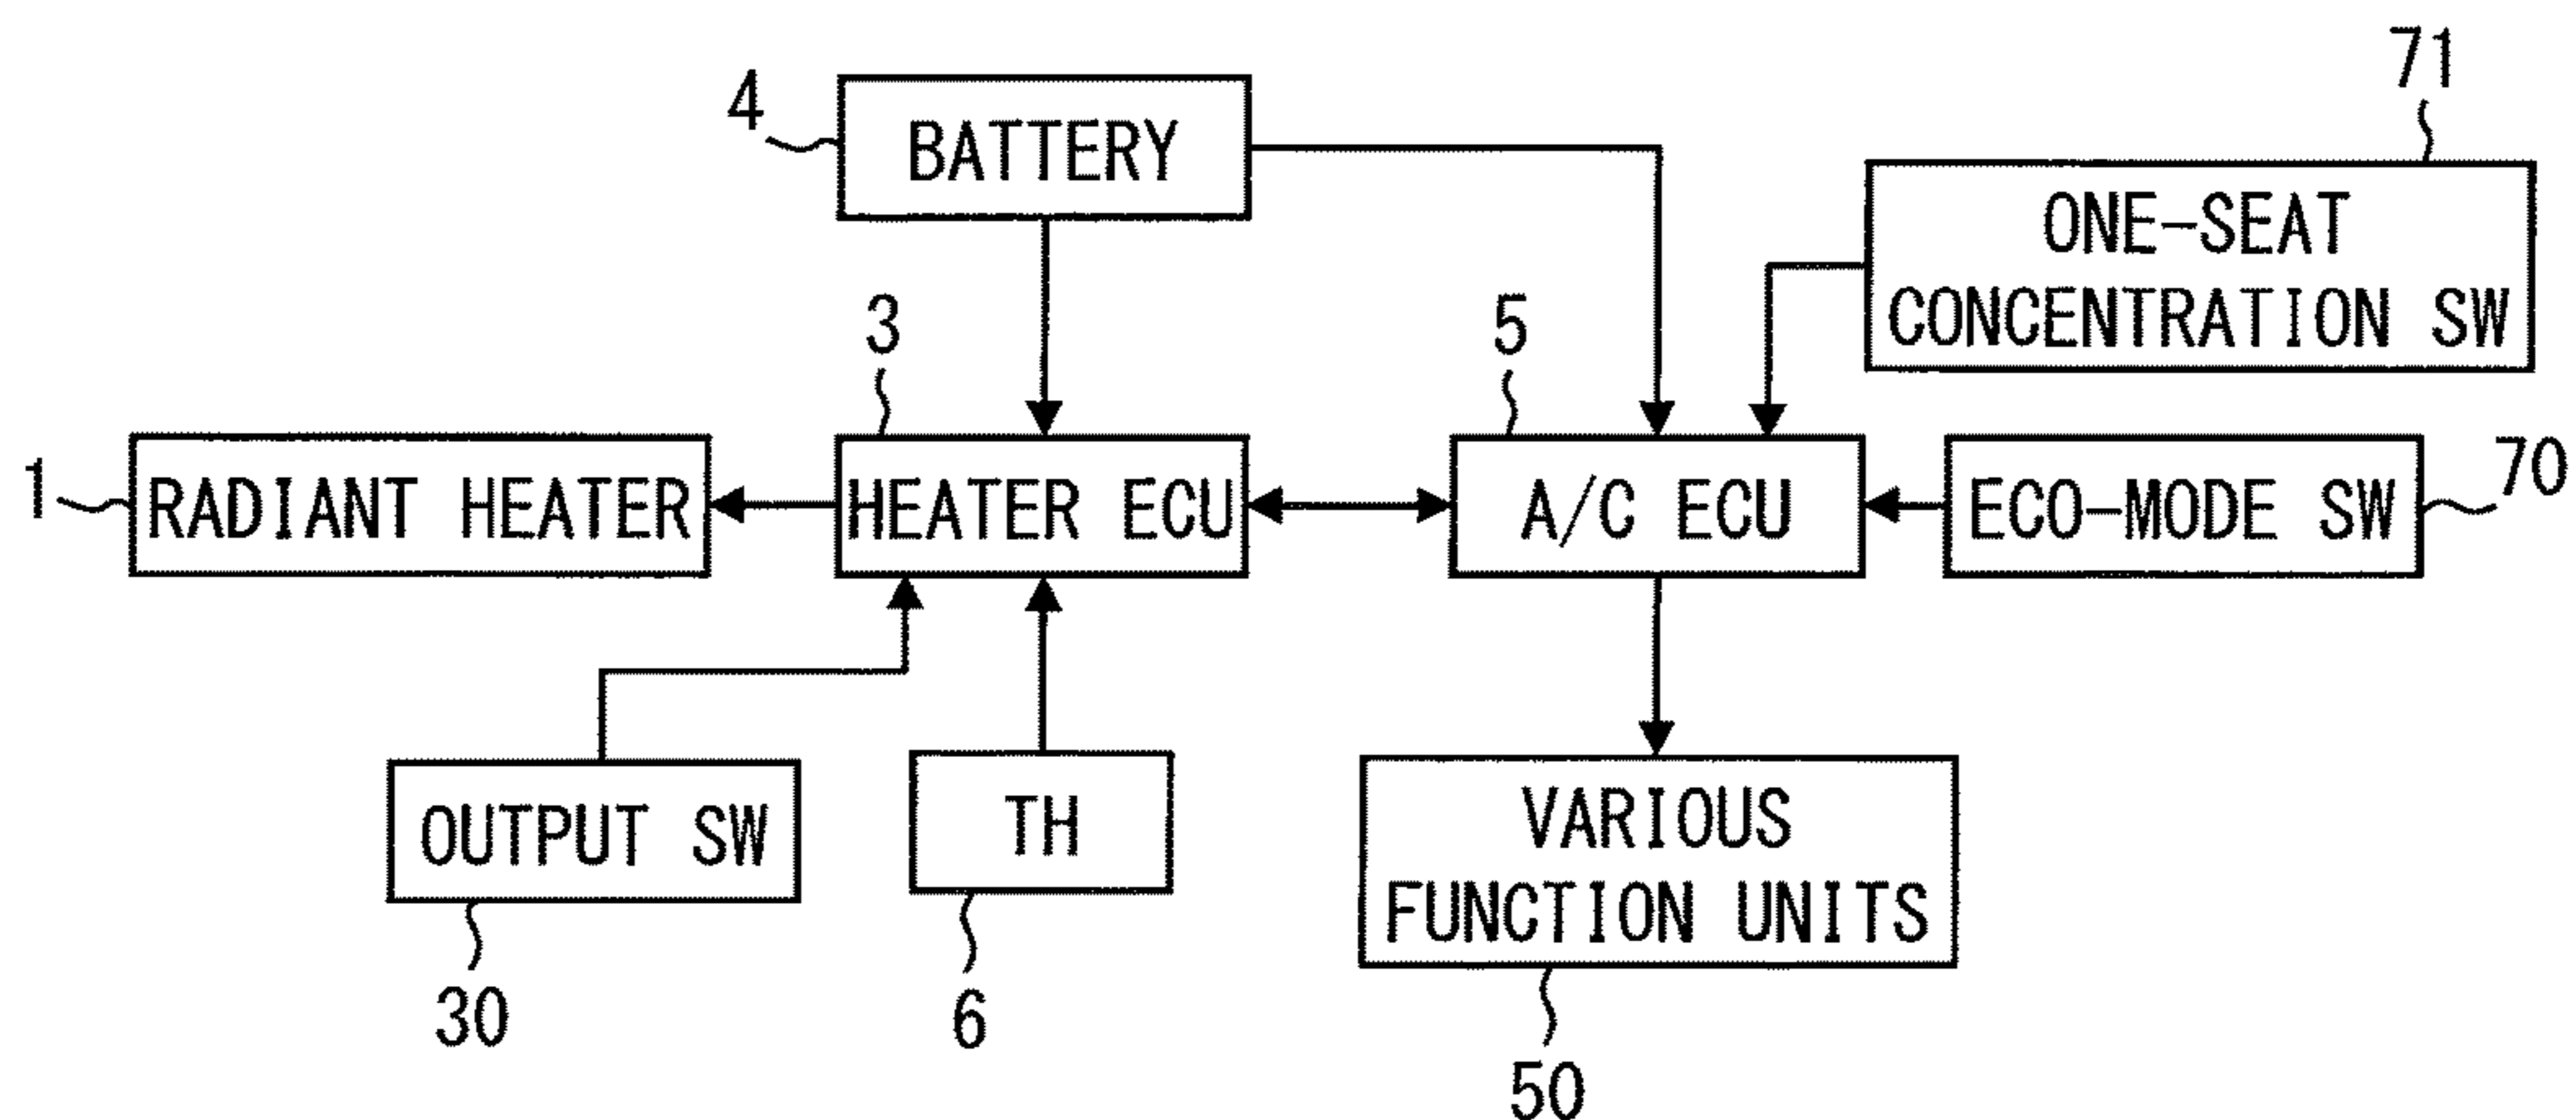 71
4
BATTERY
ONE-SEAT
CONCENTRATION SW
3
5
1
RADIANT HEATER
HEATER ECU
A/C ECU
ECO-MODE SW
70
OUTPUT SW
TH
VARIOUS
FUNCTION UNITS
30
6
50